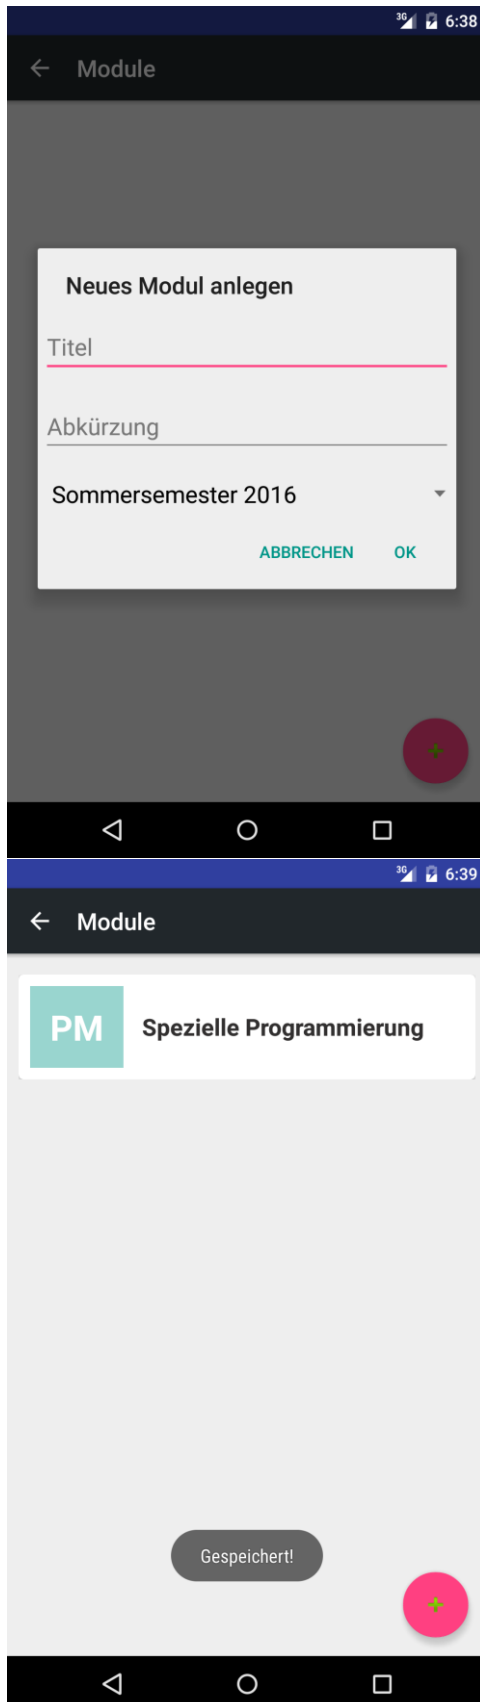 3G 6:38
Module
Neues Modul anlegen
Titel
Abkürzung
Sommersemester 2016
ABBRECHEN OK
3G 6:39
Module
PM Spezielle Programmierung
Gespeichert!